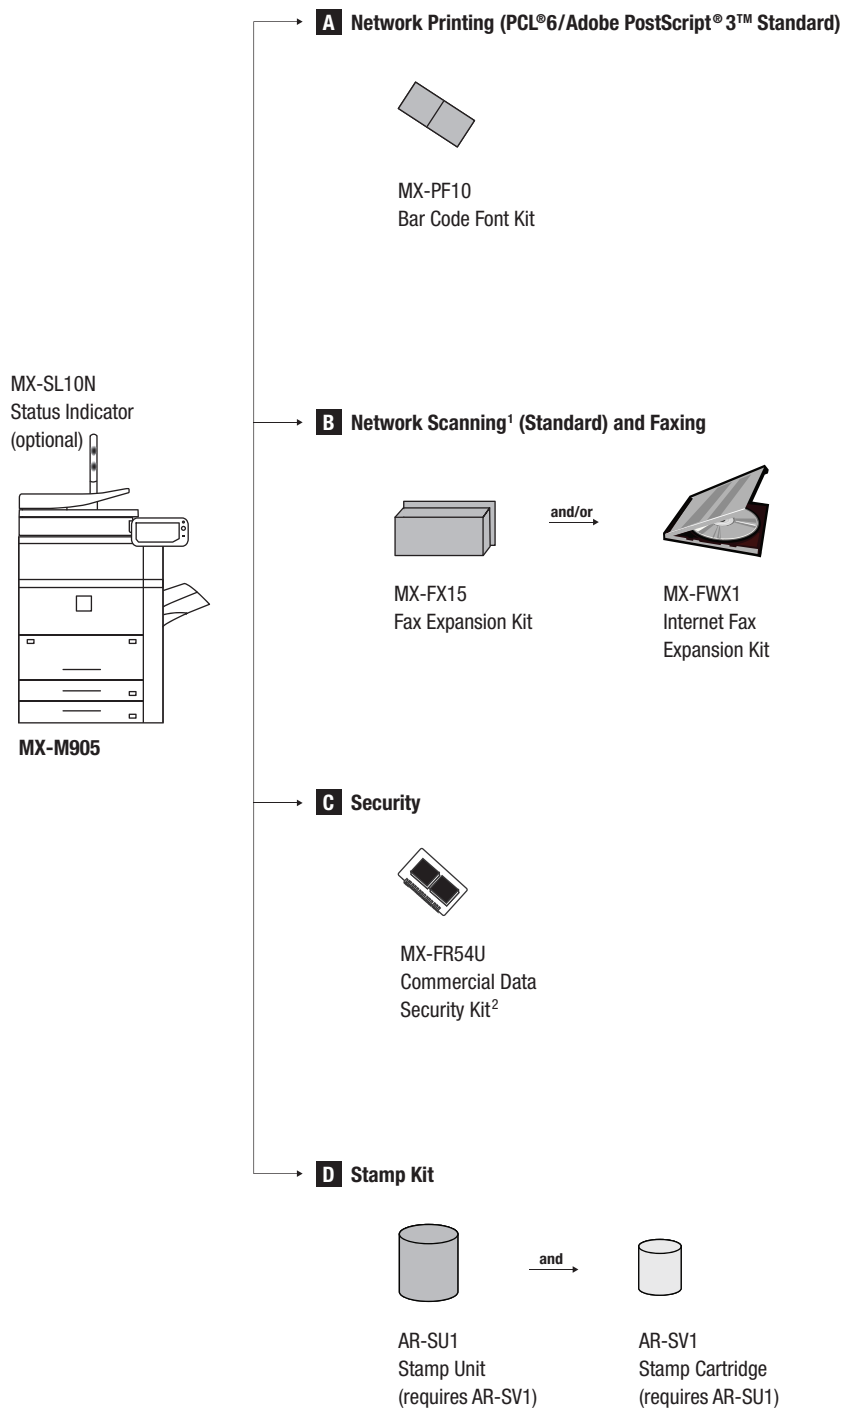 A Network Printing (PCL®6/Adobe PostScript® 3™ Standard)
MX-PF10
Bar Code Font Kit
MX-SL10N
Status Indicator
(optional)
MX-M905
B Network Scanning¹ (Standard) and Faxing
and/or
MX-FX15
Fax Expansion Kit
MX-FWX1
Internet Fax
Expansion Kit
C Security
MX-FR54U
Commercial Data
Security Kit²
D Stamp Kit
and
AR-SU1
Stamp Unit
(requires AR-SV1)
AR-SV1
Stamp Cartridge
(requires AR-SU1)